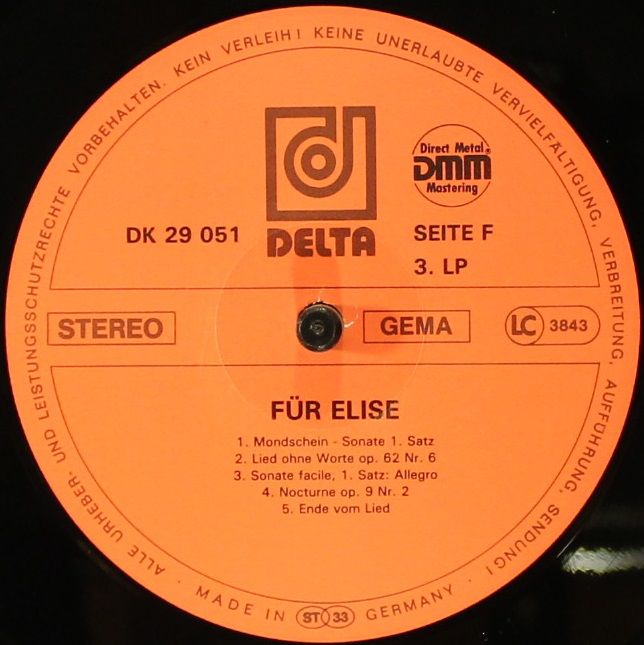 ALLE URHEBER- UND LEISTUNGSSCHUTZRECHTE VORBEHALTEN. KEIN VERLEIH! KEINE UNERLAUBTE VERVIELFÄLTIGUNG, VERBREITUNG, AUFFÜHRUNG, SENDUNG!
Direct Metal
DMM
Mastering
DELTA
DK 29 051
SEITE F
3. LP
STEREO
GEMA
LC 3843
FÜR ELISE
1. Mondschein - Sonate 1. Satz
2. Lied ohne Worte op. 62 Nr. 6
3. Sonate facile, 1. Satz: Allegro
4. Nocturne op. 9 Nr. 2
5. Ende vom Lied
· MADE IN ST 33 GERMANY ·